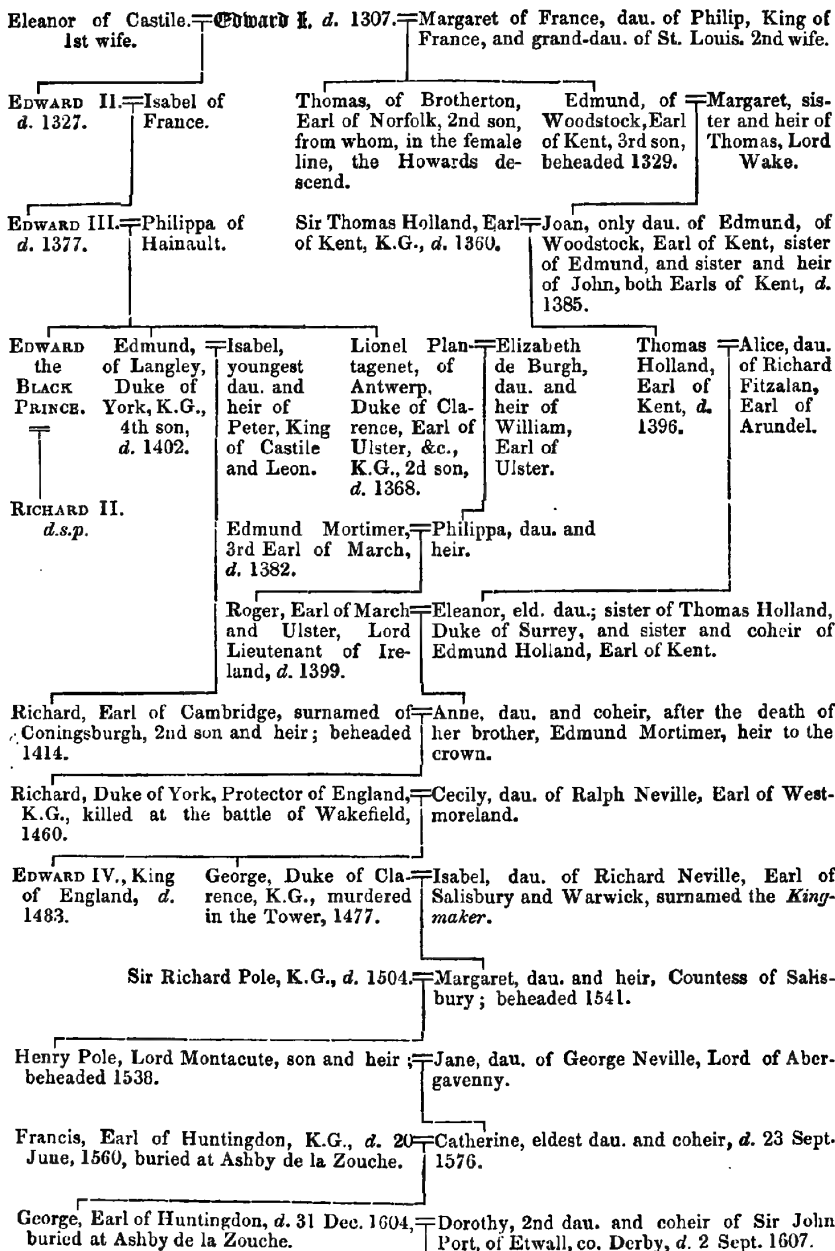 Eleanor of Castile.
1st wife.
Edward I. d. 1307.
Margaret of France, dau. of Philip, King of
France, and grand-dau. of St. Louis. 2nd wife.
EDWARD II.
d. 1327.
Isabel of
France.
Thomas, of Brotherton,
Earl of Norfolk, 2nd son,
from whom, in the female
line, the Howards de-
scend.
Edmund, of
Woodstock, Earl
of Kent, 3rd son,
beheaded 1329.
Margaret, sis-
ter and heir of
Thomas, Lord
Wake.
EDWARD III.
d. 1377.
Philippa of
Hainault.
Sir Thomas Holland, Earl
of Kent, K.G., d. 1360.
Joan, only dau. of Edmund, of
Woodstock, Earl of Kent, sister
of Edmund, and sister and heir
of John, both Earls of Kent, d.
1385.
EDWARD
the
BLACK
PRINCE.
Edmund,
of Langley,
Duke of
York, K.G.,
4th son,
d. 1402.
Isabel,
youngest
dau. and
heir of
Peter, King
of Castile
and Leon.
Lionel Plan-
tagenet, of
Antwerp,
Duke of Cla-
rence, Earl of
Ulster, &c.,
K.G., 2d son,
d. 1368.
Elizabeth
de Burgh,
dau. and
heir of
William,
Earl of
Ulster.
Thomas
Holland,
Earl of
Kent, d.
1396.
Alice, dau.
of Richard
Fitzalan,
Earl of
Arundel.
RICHARD II.
d.s.p.
Edmund Mortimer,
3rd Earl of March,
d. 1382.
Philippa, dau. and
heir.
Roger, Earl of March
and Ulster, Lord
Lieutenant of Ire-
land, d. 1399.
Eleanor, eld. dau.; sister of Thomas Holland,
Duke of Surrey, and sister and coheir of
Edmund Holland, Earl of Kent.
Richard, Earl of Cambridge, surnamed of
Coningsburgh, 2nd son and heir; beheaded
1414.
Anne, dau. and coheir, after the death of
her brother, Edmund Mortimer, heir to the
crown.
Richard, Duke of York, Protector of England,
K.G., killed at the battle of Wakefield,
1460.
Cecily, dau. of Ralph Neville, Earl of West-
moreland.
EDWARD IV., King
of England, d.
1483.
George, Duke of Cla-
rence, K.G., murdered
in the Tower, 1477.
Isabel, dau. of Richard Neville, Earl of
Salisbury and Warwick, surnamed the King-
maker.
Sir Richard Pole, K.G., d. 1504.
Margaret, dau. and heir, Countess of Salis-
bury; beheaded 1541.
Henry Pole, Lord Montacute, son and heir;
beheaded 1538.
Jane, dau. of George Neville, Lord of Aber-
gavenny.
Francis, Earl of Huntingdon, K.G., d. 20
June, 1560, buried at Ashby de la Zouche.
Catherine, eldest dau. and coheir, d. 23 Sept.
1576.
George, Earl of Huntingdon, d. 31 Dec. 1604,
buried at Ashby de la Zouche.
Dorothy, 2nd dau. and coheir of Sir John
Port, of Etwall, co. Derby, d. 2 Sept. 1607.